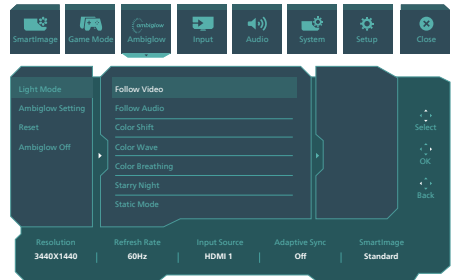 SmartImage
Game Mode
ambiglow
Ambiglow
Input
Audio
System
Setup
Close
Light Mode
Ambiglow Setting
Reset
Ambiglow Off
Follow Video
Follow Audio
Color Shift
Color Wave
Color Breathing
Starry Night
Static Mode
Select
OK
Back
Resolution Refresh Rate Input Source Adaptive Sync SmartImage
3440X1440 | 60Hz | HDMI 1 | Off | Standard